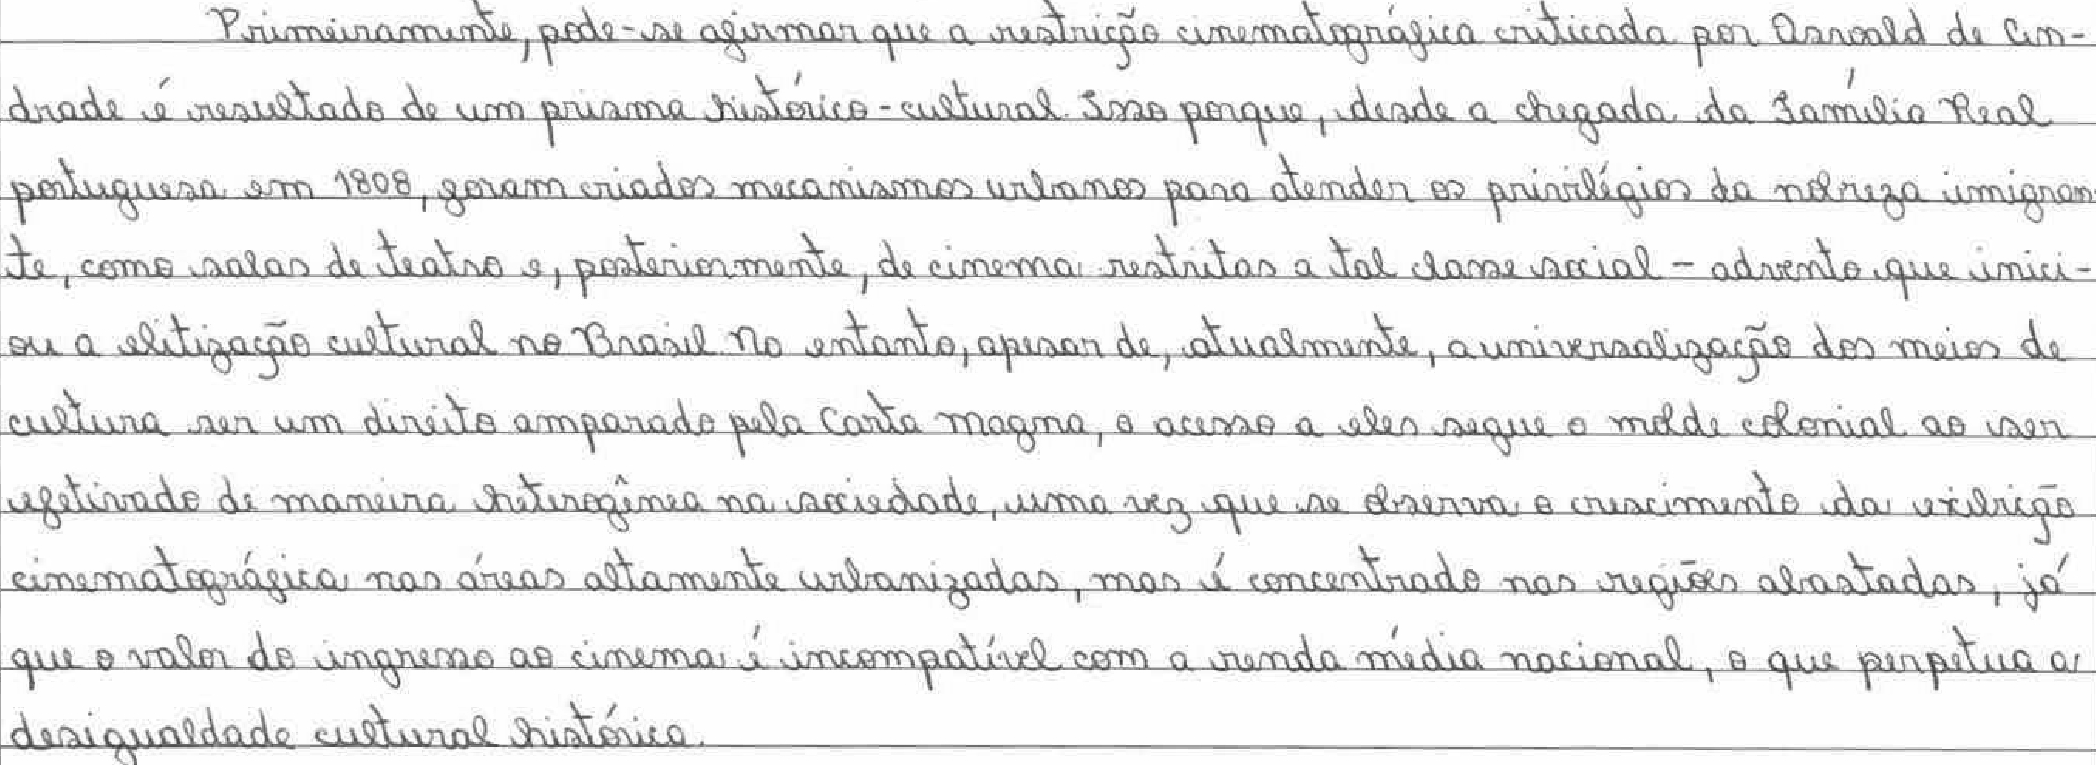 Primeiramente, pode-se afirmar que a restrição cinematográfica criticada por Oswald de An-
drade é resultado de um prisma histórico-cultural. Isso porque, desde a chegada da Família Real
portuguesa em 1808, foram criados mecanismos urbanos para atender os privilégios da nobreza imigran-
te, como salas de teatro e, posteriormente, de cinema restritas a tal classe social - advento que inici-
ou a elitização cultural no Brasil. No entanto, apesar de, atualmente, a universalização dos meios de
cultura ser um direito amparado pela Carta Magna, o acesso a eles segue o molde colonial ao ser
efetivado de maneira heterogênea na sociedade, uma vez que se observa o crescimento da exibição
cinematográfica nas áreas altamente urbanizadas, mas é concentrado nas regiões abastadas, já
que o valor do ingresso ao cinema é incompatível com a renda média nacional, o que perpetua a
desigualdade cultural histórica.